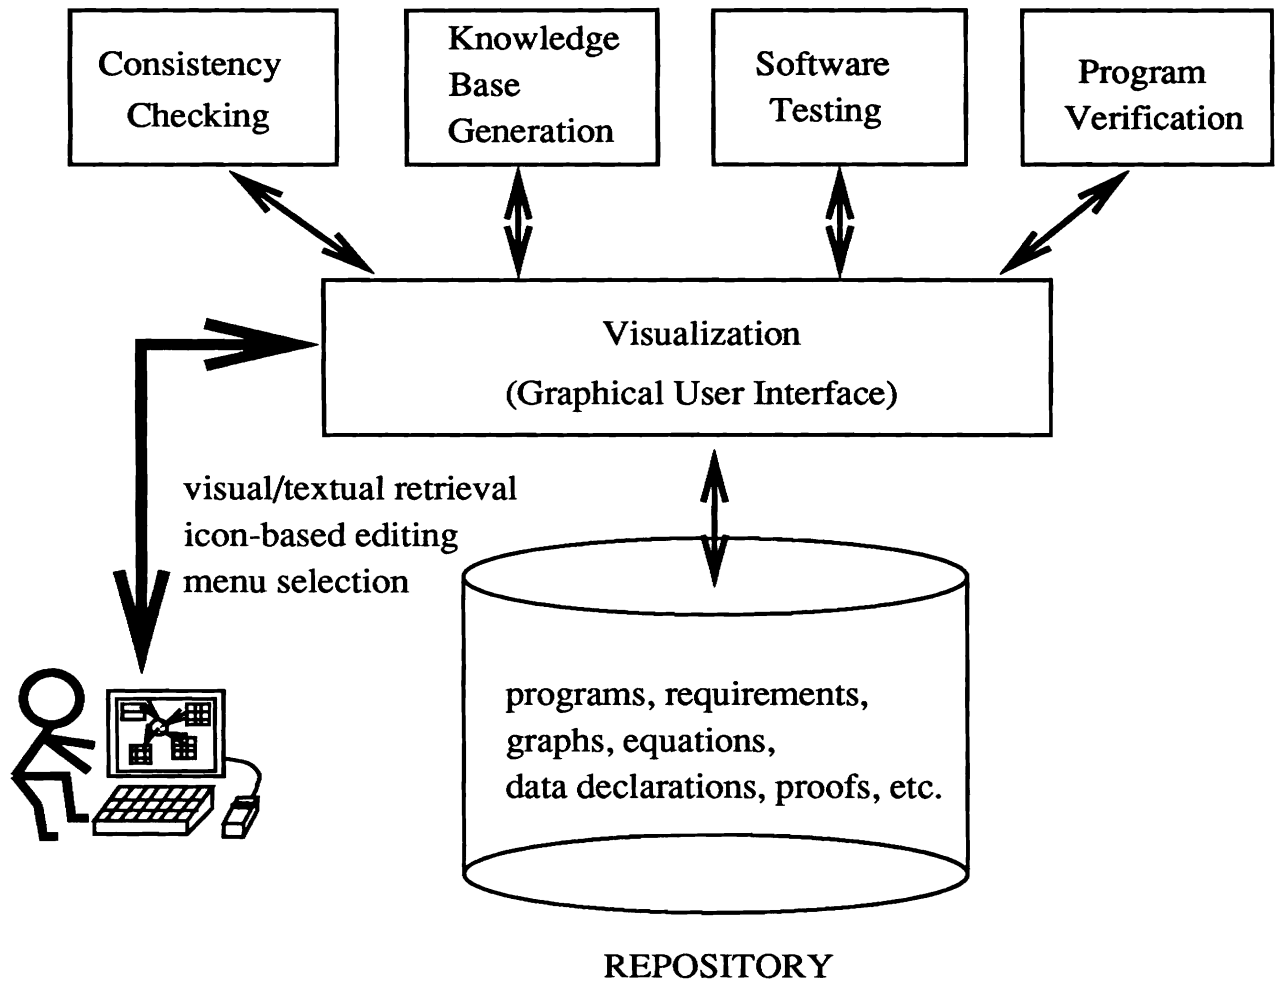 Consistency
Checking
Knowledge
Base
Generation
Software
Testing
Program
Verification
Visualization
(Graphical User Interface)
visual/textual retrieval
icon-based editing
menu selection
programs, requirements,
graphs, equations,
data declarations, proofs, etc.
REPOSITORY